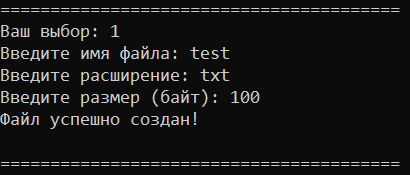 ========================================
Ваш выбор: 1
Введите имя файла: test
Введите расширение: txt
Введите размер (байт): 100
Файл успешно создан!
========================================